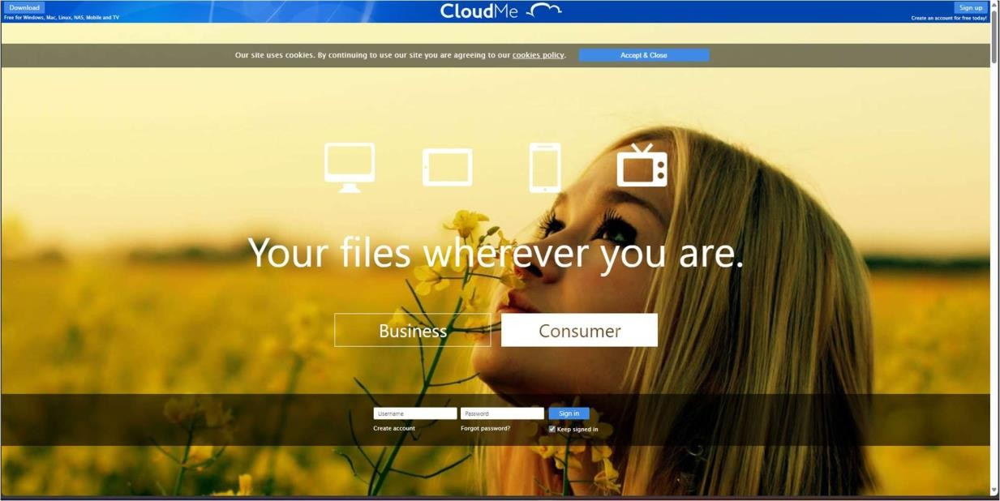 Download
Free for Windows, Mac, Linux, NAS, Mobile and TV
CloudMe
Sign up
Create an account for free today!
Our site uses cookies. By continuing to use our site you are agreeing to our cookies policy.
Accept & Close
Your files wherever you are.
Business
Consumer
Username
Password
Sign in
Create account
Forgot password?
Keep signed in